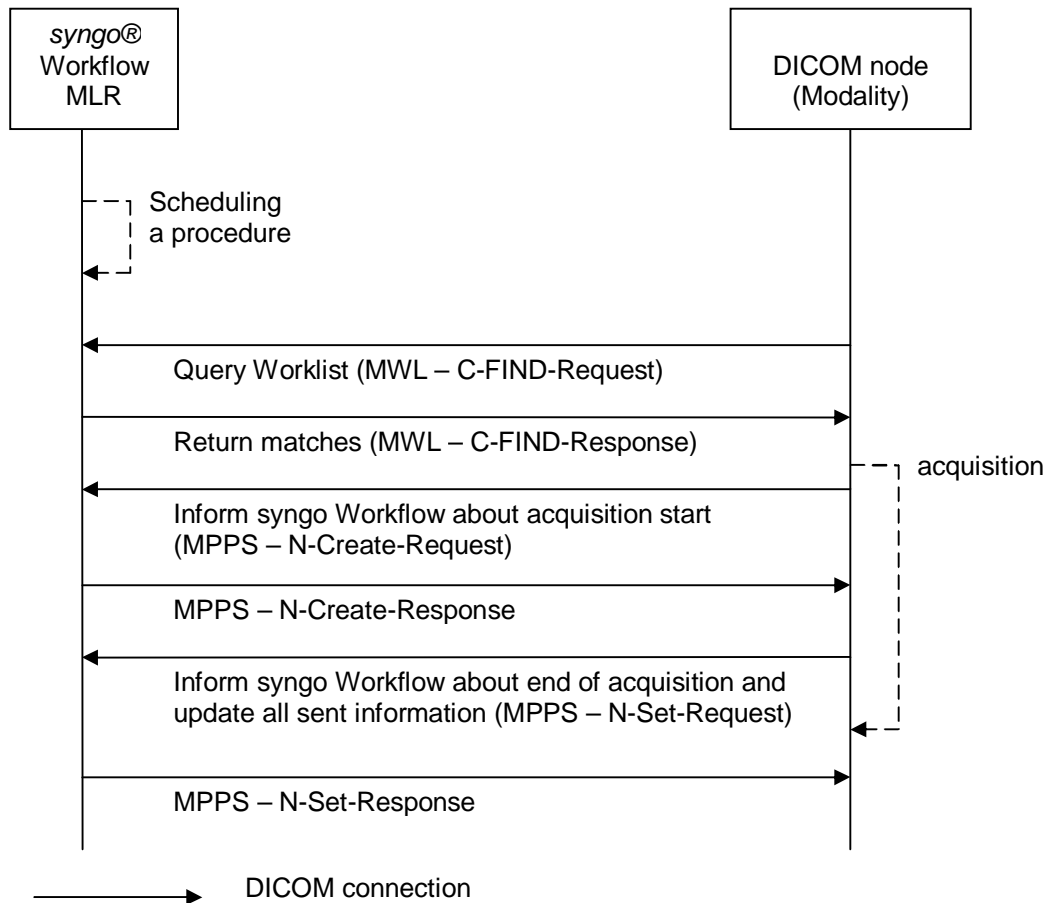 syngo®
Workflow
MLR
DICOM node
(Modality)
Scheduling
a procedure
Query Worklist (MWL – C-FIND-Request)
Return matches (MWL – C-FIND-Response)
acquisition
Inform syngo Workflow about acquisition start
(MPPS – N-Create-Request)
MPPS – N-Create-Response
Inform syngo Workflow about end of acquisition and
update all sent information (MPPS – N-Set-Request)
MPPS – N-Set-Response
DICOM connection